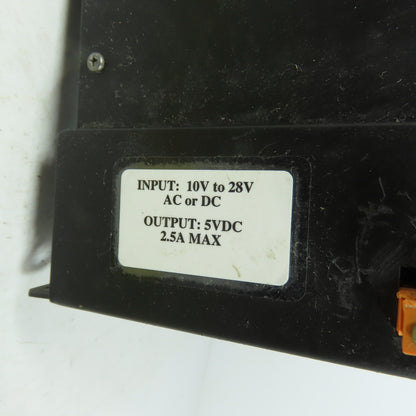 INPUT: 10V to 28V
AC or DC
OUTPUT: 5VDC
2.5A MAX